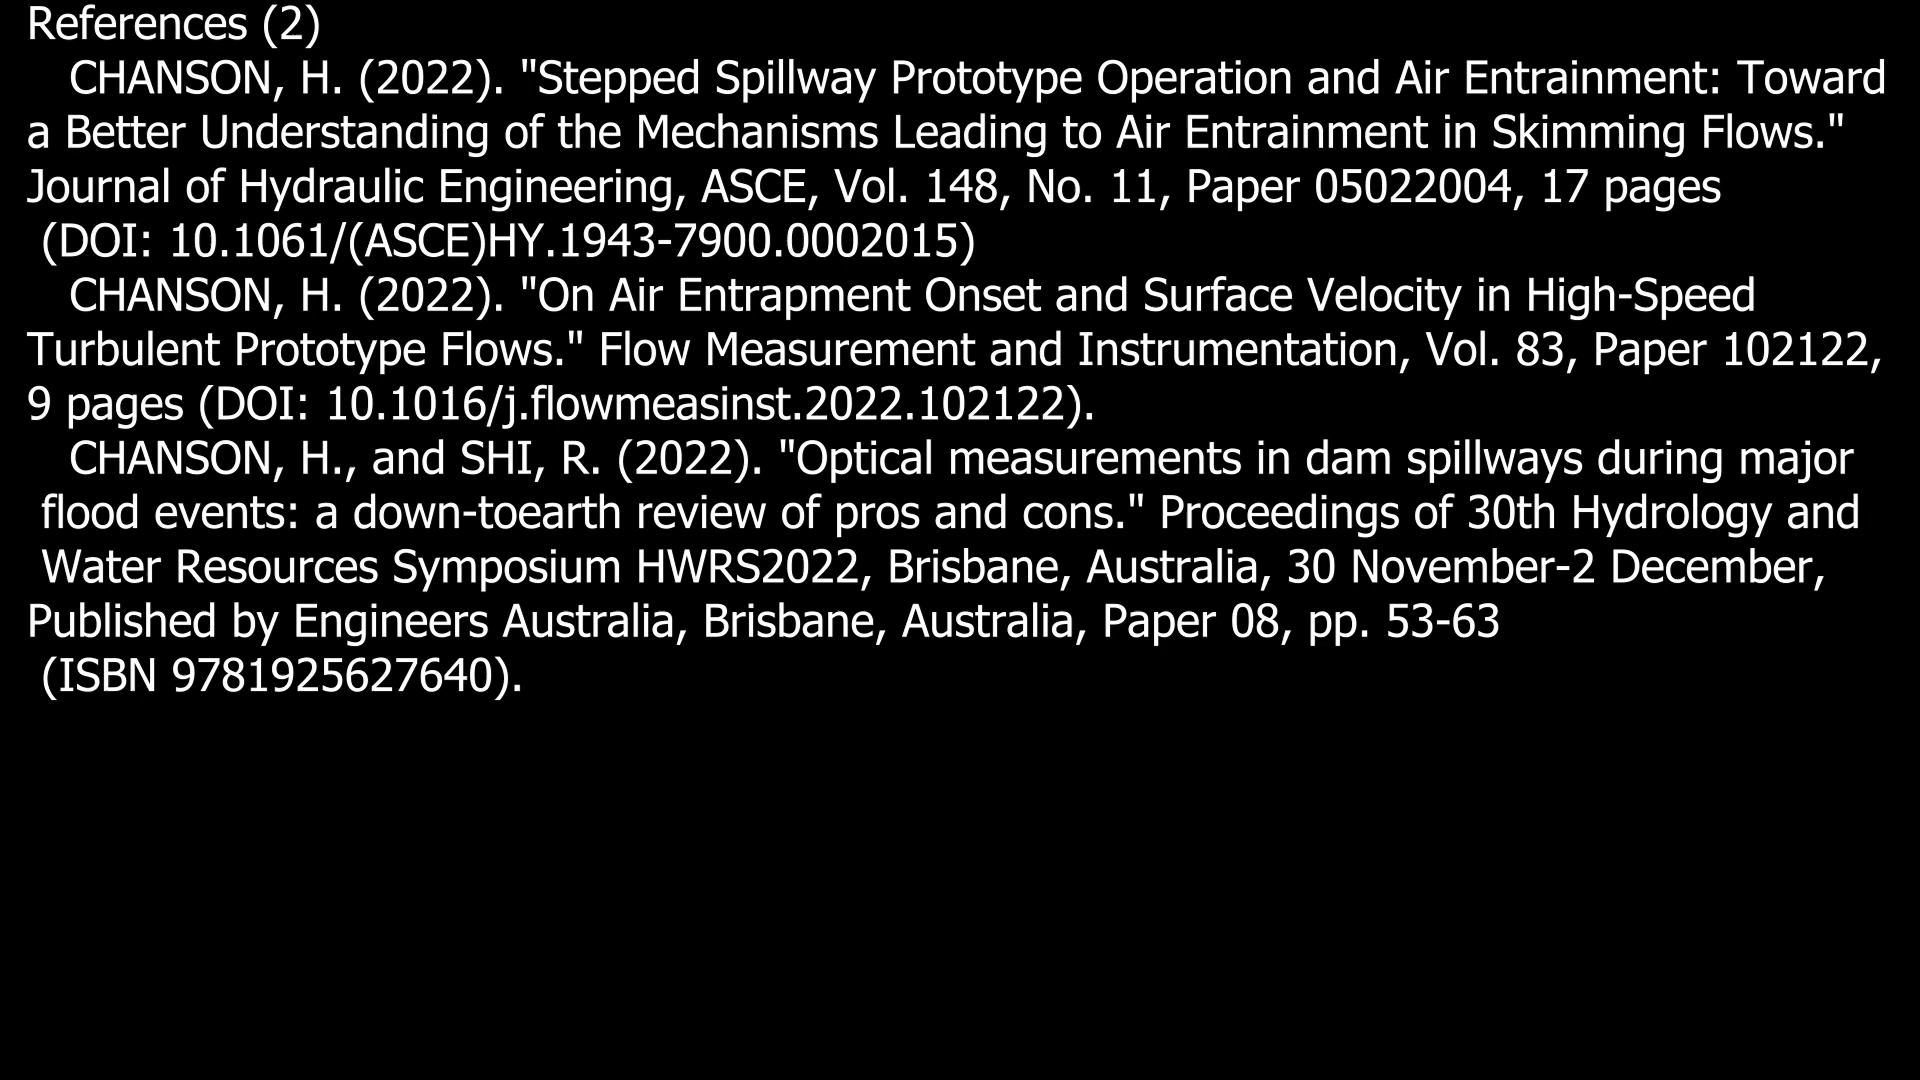 References (2)
CHANSON, H. (2022). "Stepped Spillway Prototype Operation and Air Entrainment: Toward
a Better Understanding of the Mechanisms Leading to Air Entrainment in Skimming Flows."
Journal of Hydraulic Engineering, ASCE, Vol. 148, No. 11, Paper 05022004, 17 pages
(DOI: 10.1061/(ASCE)HY.1943-7900.0002015)
CHANSON, H. (2022). "On Air Entrapment Onset and Surface Velocity in High-Speed
Turbulent Prototype Flows." Flow Measurement and Instrumentation, Vol. 83, Paper 102122,
9 pages (DOI: 10.1016/j.flowmeasinst.2022.102122).
CHANSON, H., and SHI, R. (2022). "Optical measurements in dam spillways during major
flood events: a down-toearth review of pros and cons." Proceedings of 30th Hydrology and
Water Resources Symposium HWRS2022, Brisbane, Australia, 30 November-2 December,
Published by Engineers Australia, Brisbane, Australia, Paper 08, pp. 53-63
(ISBN 9781925627640).